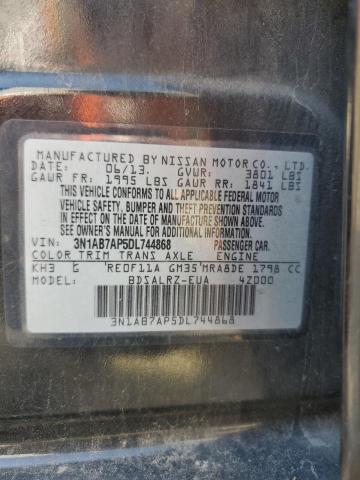 MANUFACTURED BY NISSAN MOTOR CO., LTD.
DATE: 06/13. GVWR: 3801 LBS
GAWR FR: 1995 LBS GAWR RR: 1841 LBS
THIS VEHICLE CONFORMS TO ALL APPLICABLE FEDERAL MOTOR
VEHICLE SAFETY, BUMPER AND THEFT PREVENTION STANDARDS
IN EFFECT ON THE DATE OF MANUFACTURE SHOWN ABOVE.
SEE OWNER'S MANUAL FOR ADDITIONAL INFORMATION.
VIN: 3N1AB7AP5DL744868 PASSENGER CAR.
COLOR TRIM TRANS AXLE ENGINE
KH3 G RE0F11A GM35 MRA8DE 1798 CC
MODEL: BDSALRZ-EUA 4Z000
3N1AB7AP5DL744868